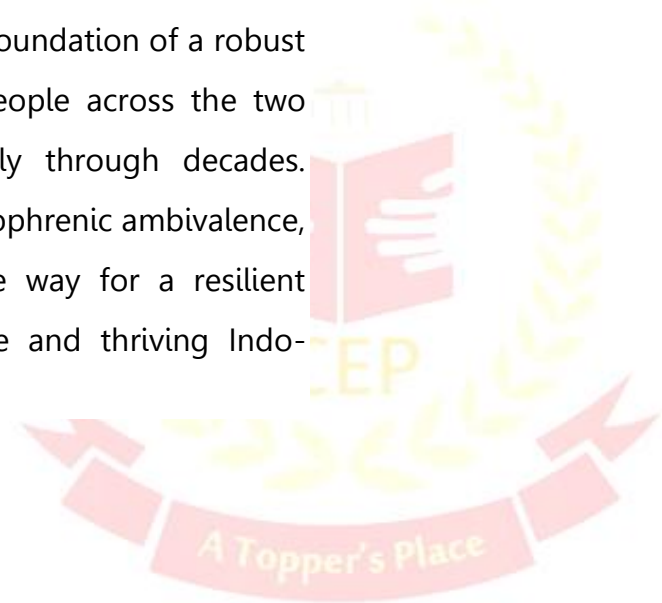 oundation of a robust
eople across the two
ly through decades.
ophrenic ambivalence,
e way for a resilient
e and thriving Indo-
CEP
A Topper's Place